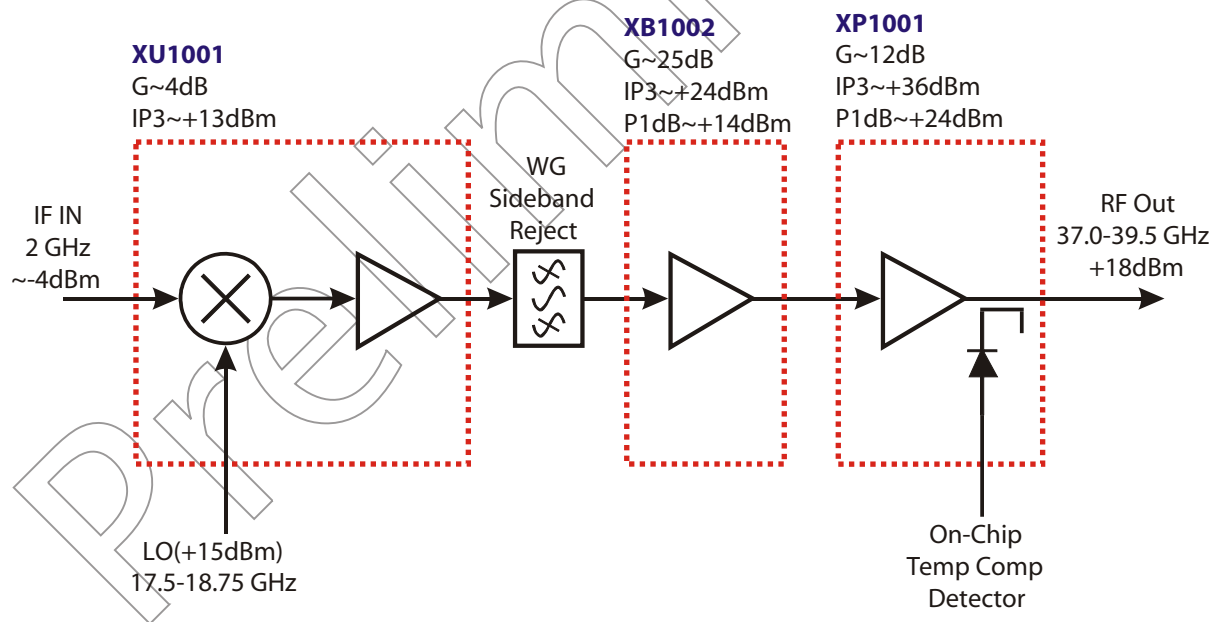 XU1001
G~4dB
IP3~+13dBm
XB1002
G~25dB
IP3~+24dBm
P1dB~+14dBm
XP1001
G~12dB
IP3~+36dBm
P1dB~+24dBm
WG
Sideband
Reject
IF IN
2 GHz
~-4dBm
RF Out
37.0-39.5 GHz
+18dBm
LO(+15dBm)
17.5-18.75 GHz
On-Chip
Temp Comp
Detector
Prelim